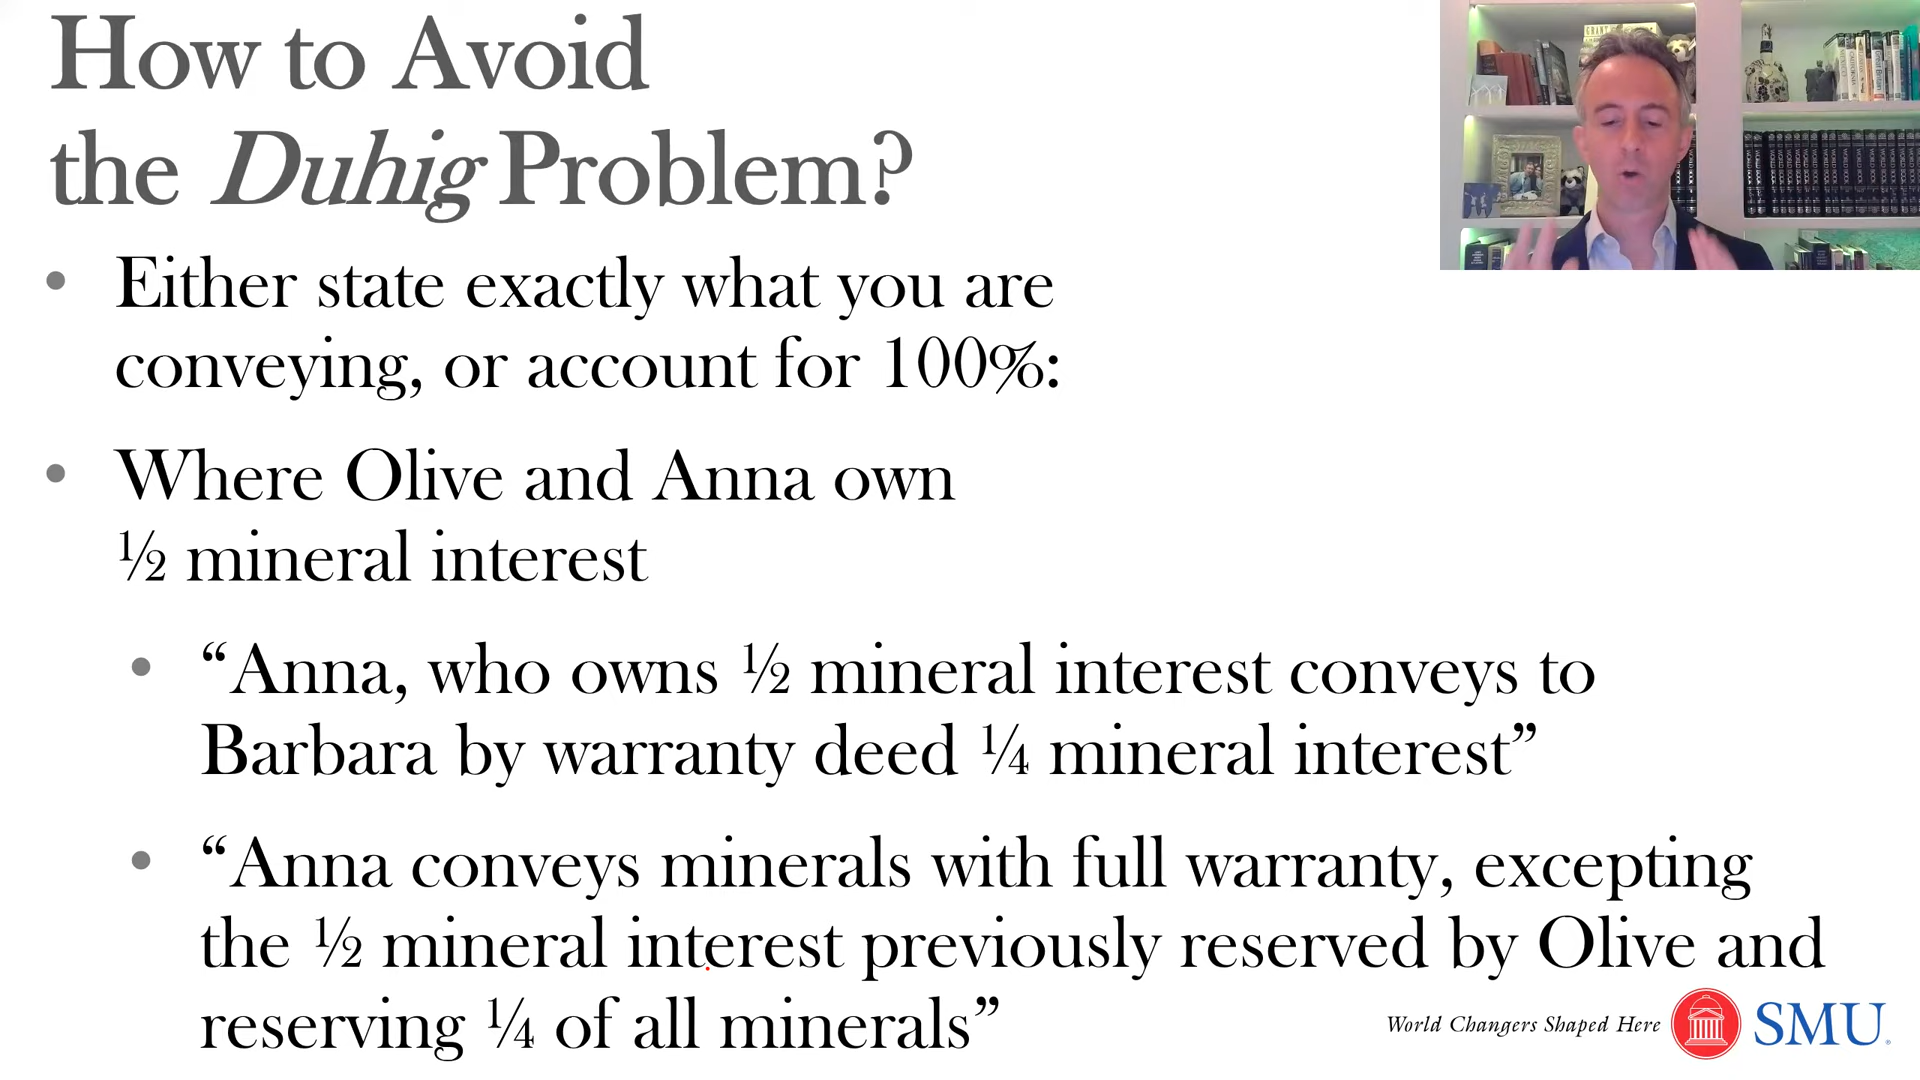 How to Avoid
the Duhig Problem?
• Either state exactly what you are
conveying, or account for 100%:
• Where Olive and Anna own
½ mineral interest
• “Anna, who owns ½ mineral interest conveys to
Barbara by warranty deed ¼ mineral interest”
• “Anna conveys minerals with full warranty, excepting
the ½ mineral interest previously reserved by Olive and
reserving ¼ of all minerals”
World Changers Shaped Here
SMU